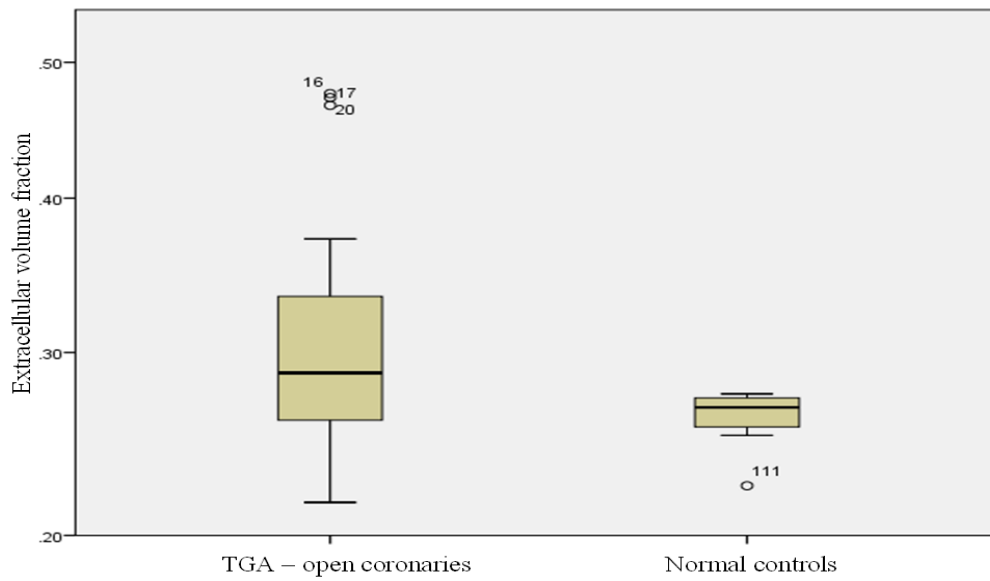 Extracellular volume fraction
.50
.40
.30
.20
16
17
20
111
TGA – open coronaries
Normal controls